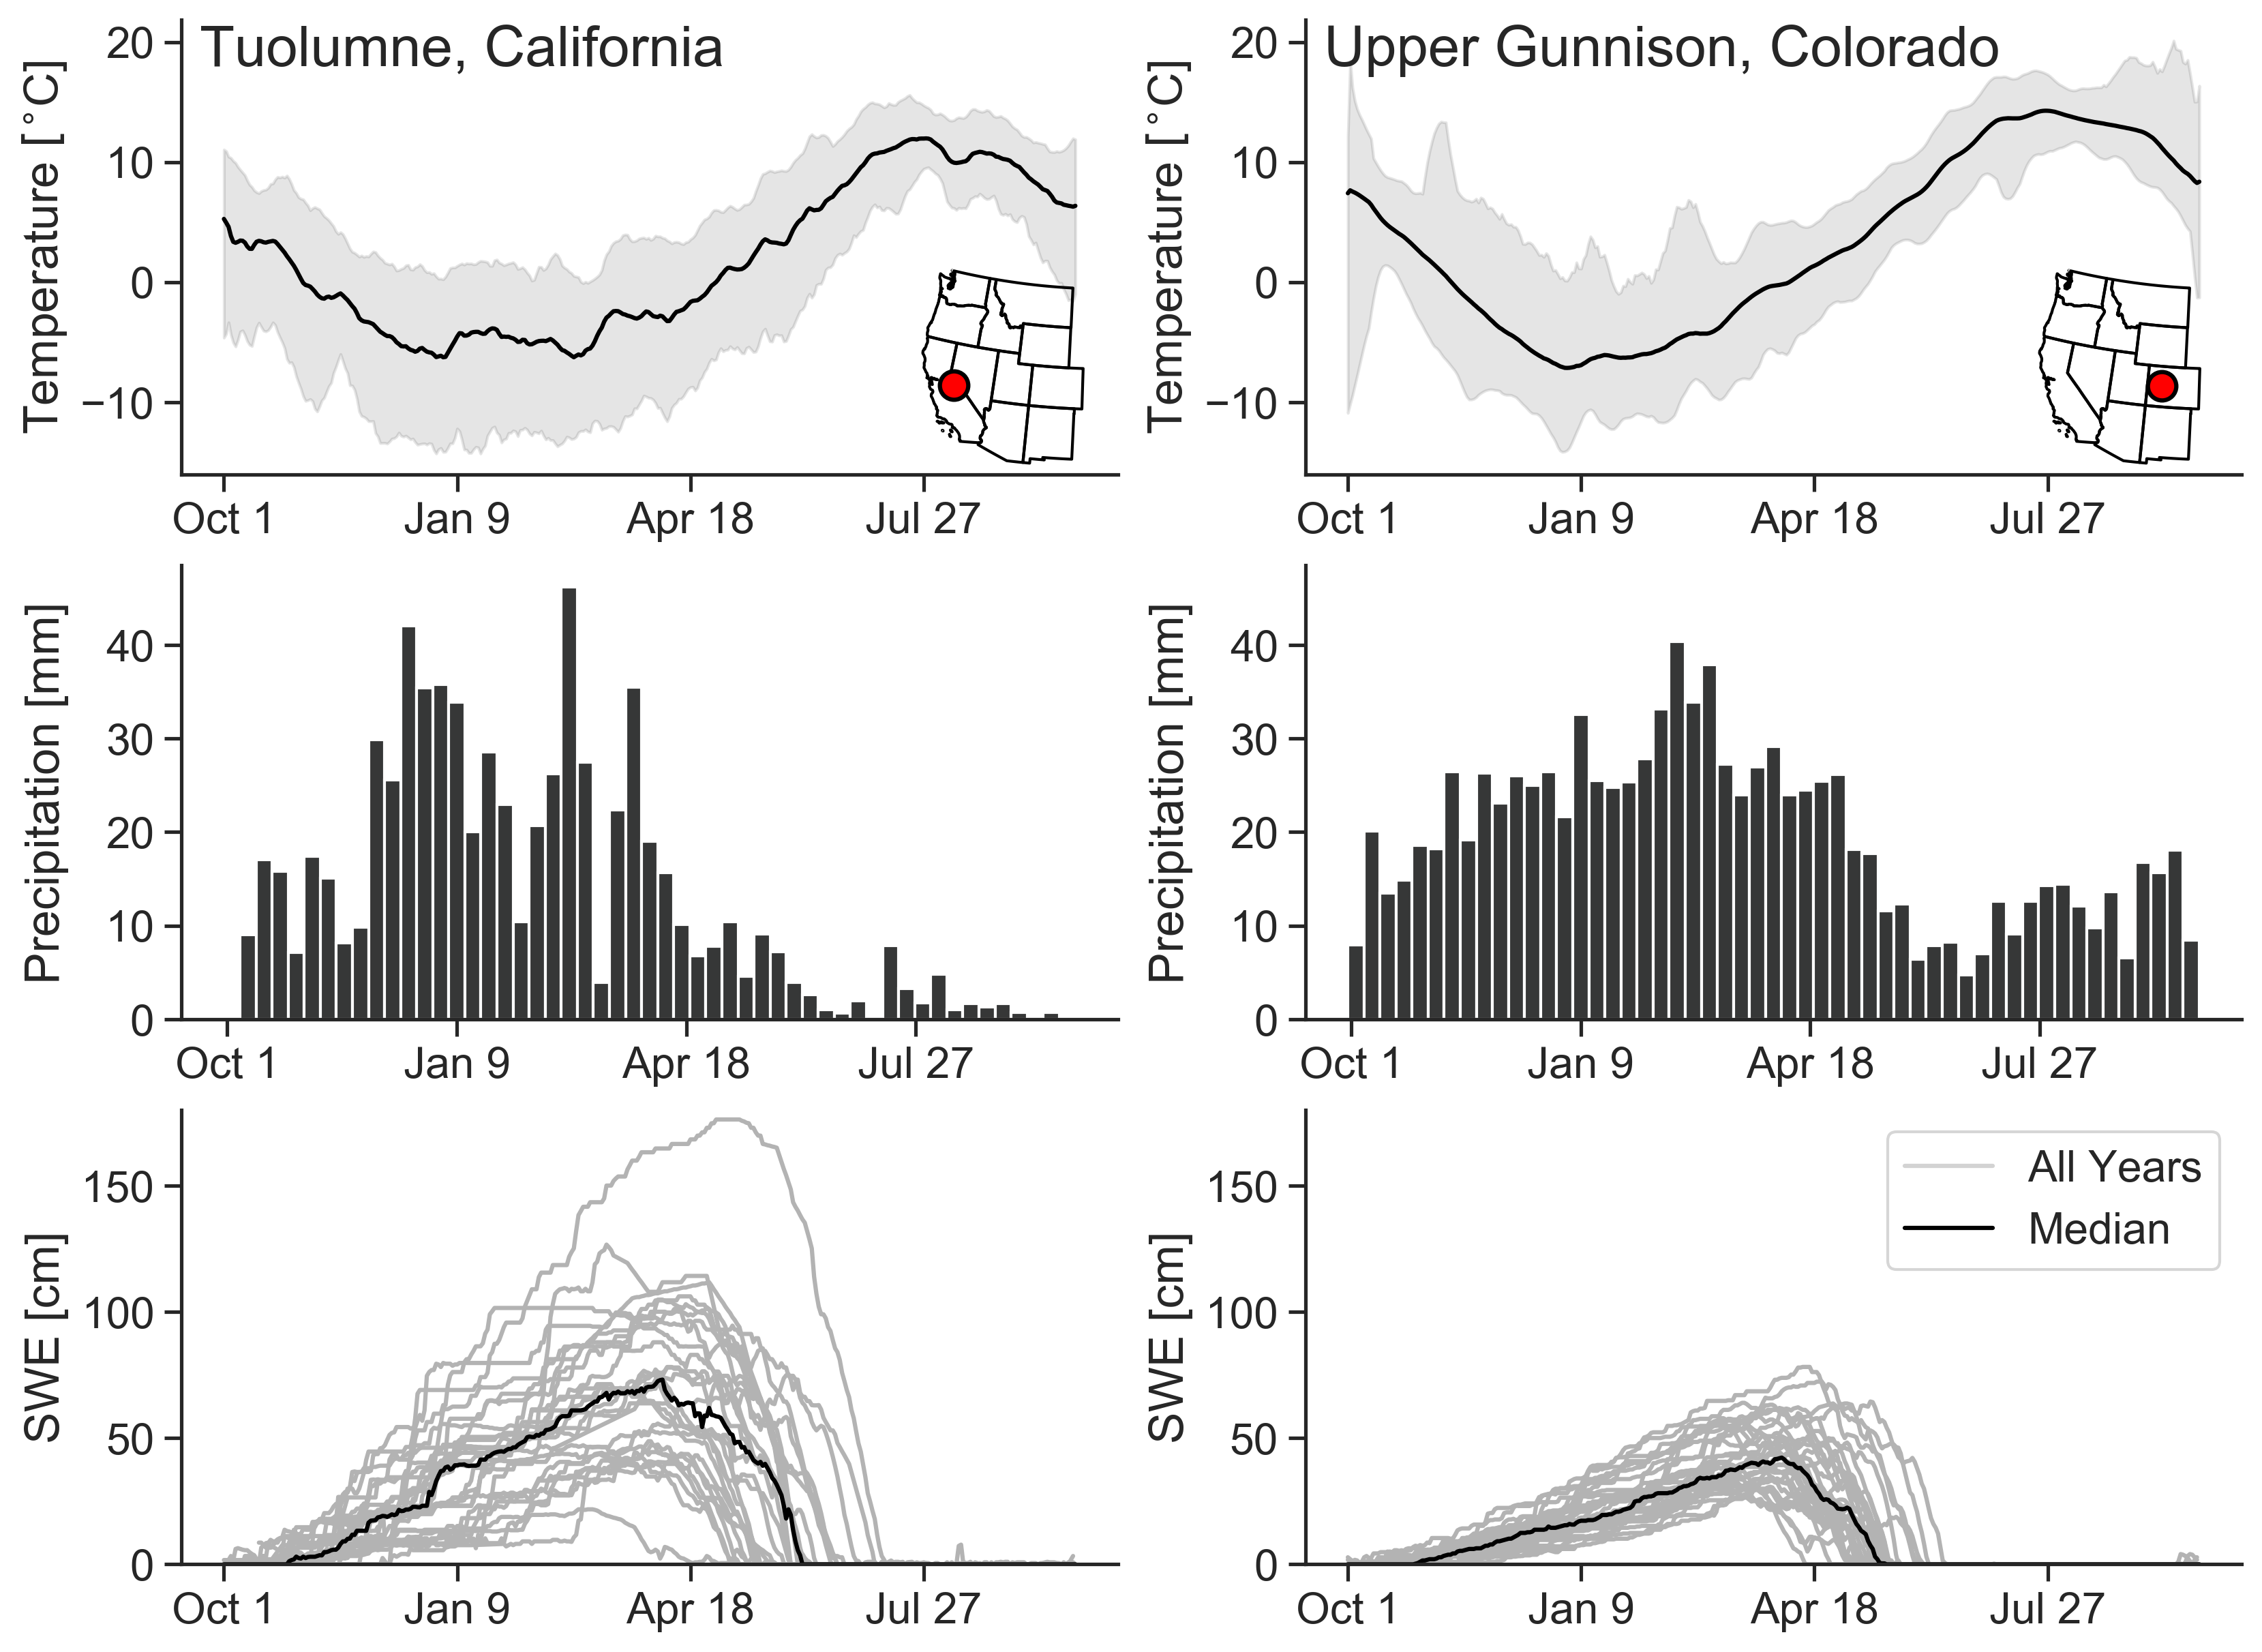 Tuolumne, California
Temperature [°C]
20
10
0
−10
Oct 1 Jan 9 Apr 18 Jul 27
Upper Gunnison, Colorado
Temperature [°C]
20
10
0
−10
Oct 1 Jan 9 Apr 18 Jul 27
Precipitation [mm]
40
30
20
10
0
Oct 1 Jan 9 Apr 18 Jul 27
Precipitation [mm]
40
30
20
10
0
Oct 1 Jan 9 Apr 18 Jul 27
SWE [cm]
150
100
50
0
Oct 1 Jan 9 Apr 18 Jul 27
SWE [cm]
150
100
50
0
All Years
Median
Oct 1 Jan 9 Apr 18 Jul 27